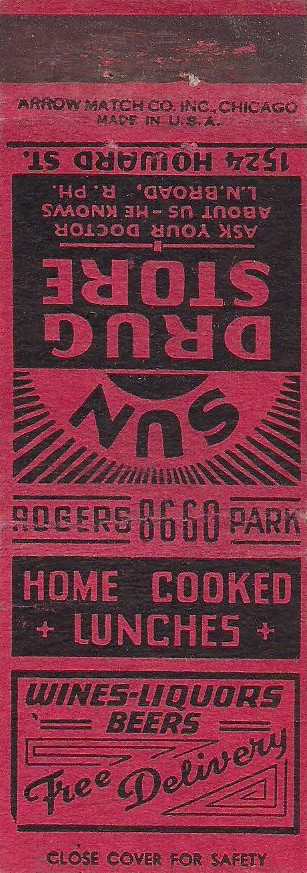 ARROW MATCH CO. INC., CHICAGO
MADE IN U.S.A.
SUN
DRUG
STORE
ASK YOUR DOCTOR
ABOUT US - HE KNOWS
L.N. BROAD, R. PH.
1524 HOWARD ST.
ROGERS 8660 PARK
HOME COOKED
+ LUNCHES +
WINES-LIQUORS
BEERS
Free Delivery
CLOSE COVER FOR SAFETY